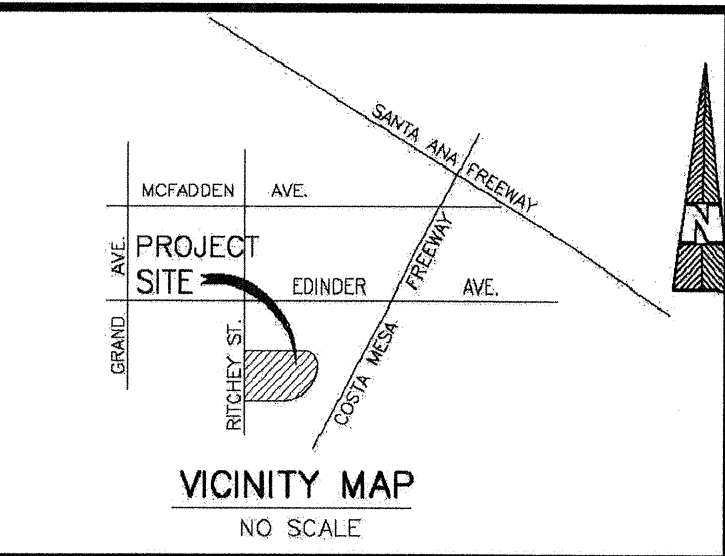 SANTA ANA FREEWAY
MCFADDEN AVE.
GRAND AVE.
PROJECT
SITE
EDINDER AVE.
RITCHEY ST.
COSTA MESA FREEWAY
N
VICINITY MAP
NO SCALE